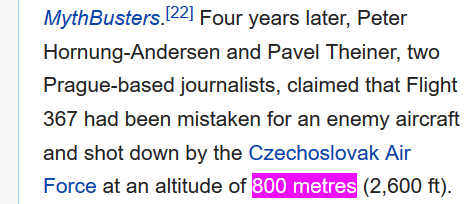 MythBusters.[22] Four years later, Peter
Hornung-Andersen and Pavel Theiner, two
Prague-based journalists, claimed that Flight
367 had been mistaken for an enemy aircraft
and shot down by the Czechoslovak Air
Force at an altitude of 800 metres (2,600 ft).